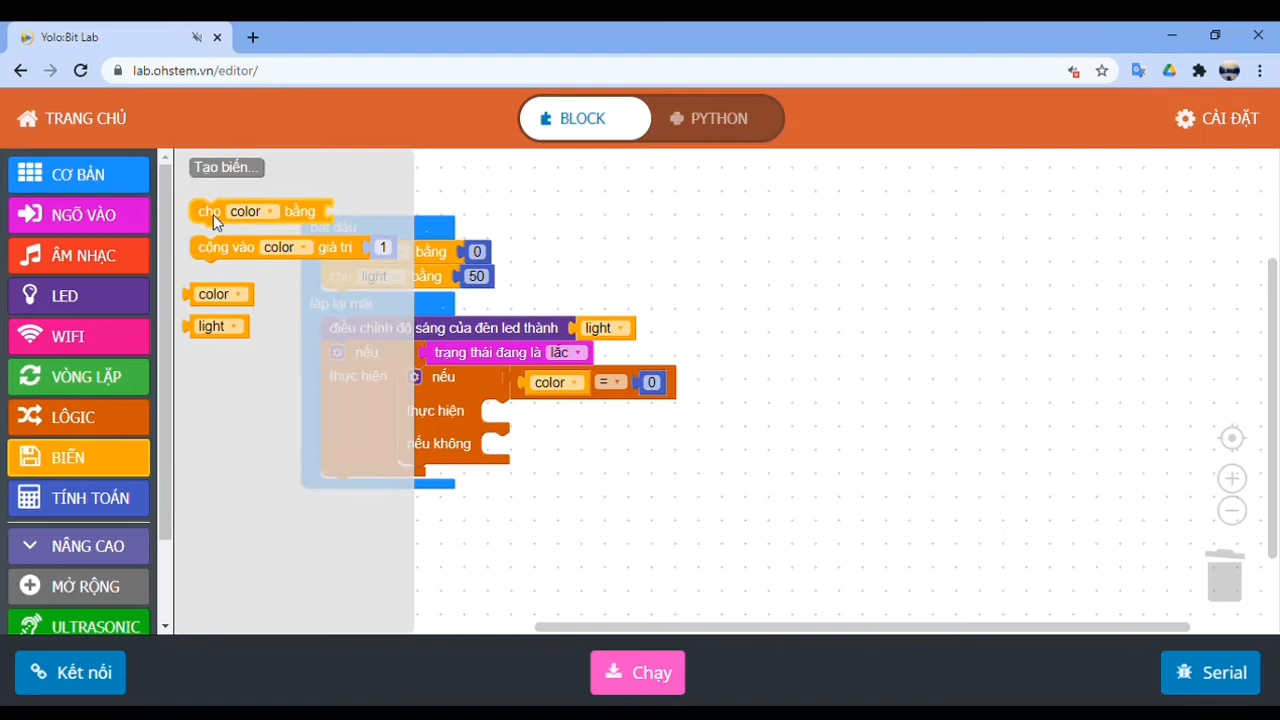 Yolo:Bit Lab
lab.ohstem.vn/editor/
TRANG CHỦ
BLOCK
PYTHON
CÀI ĐẶT
CƠ BẢN
NGÕ VÀO
ÂM NHẠC
LED
WIFI
VÒNG LẶP
LÔGIC
BIẾN
TÍNH TOÁN
NÂNG CAO
MỞ RỘNG
ULTRASONIC
Tạo biến...
cho color bằng
cộng vào color giá trị 1
color
light
bắt đầu
bằng 0
cho light bằng 50
lặp lại mãi
điều chỉnh độ sáng của đèn led thành light
nếu trạng thái đang là lắc
thực hiện nếu color = 0
thực hiện
nếu không
Kết nối
Chạy
Serial